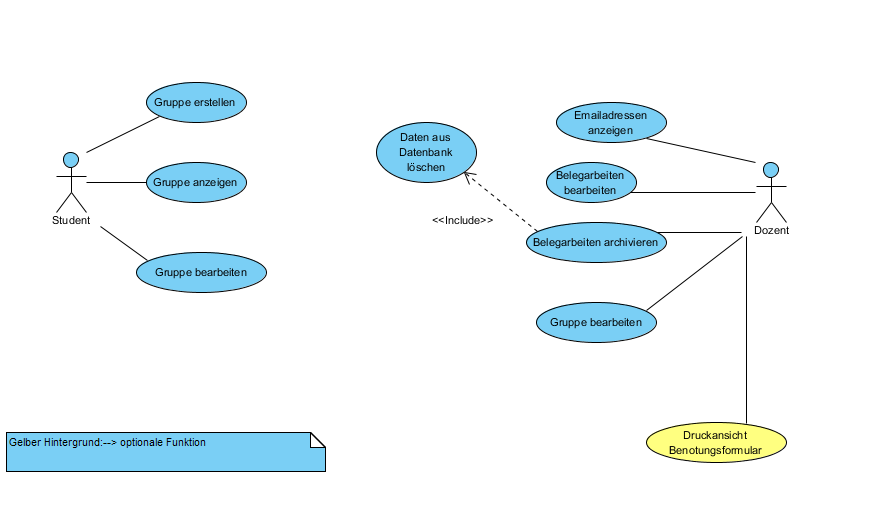 Gruppe erstellen
Gruppe anzeigen
Student
Gruppe bearbeiten
Daten aus
Datenbank
löschen
<<Include>>
Emailadressen
anzeigen
Belegarbeiten
bearbeiten
Dozent
Belegarbeiten archivieren
Gruppe bearbeiten
Druckansicht
Benotungsformular
Gelber Hintergrund:--> optionale Funktion